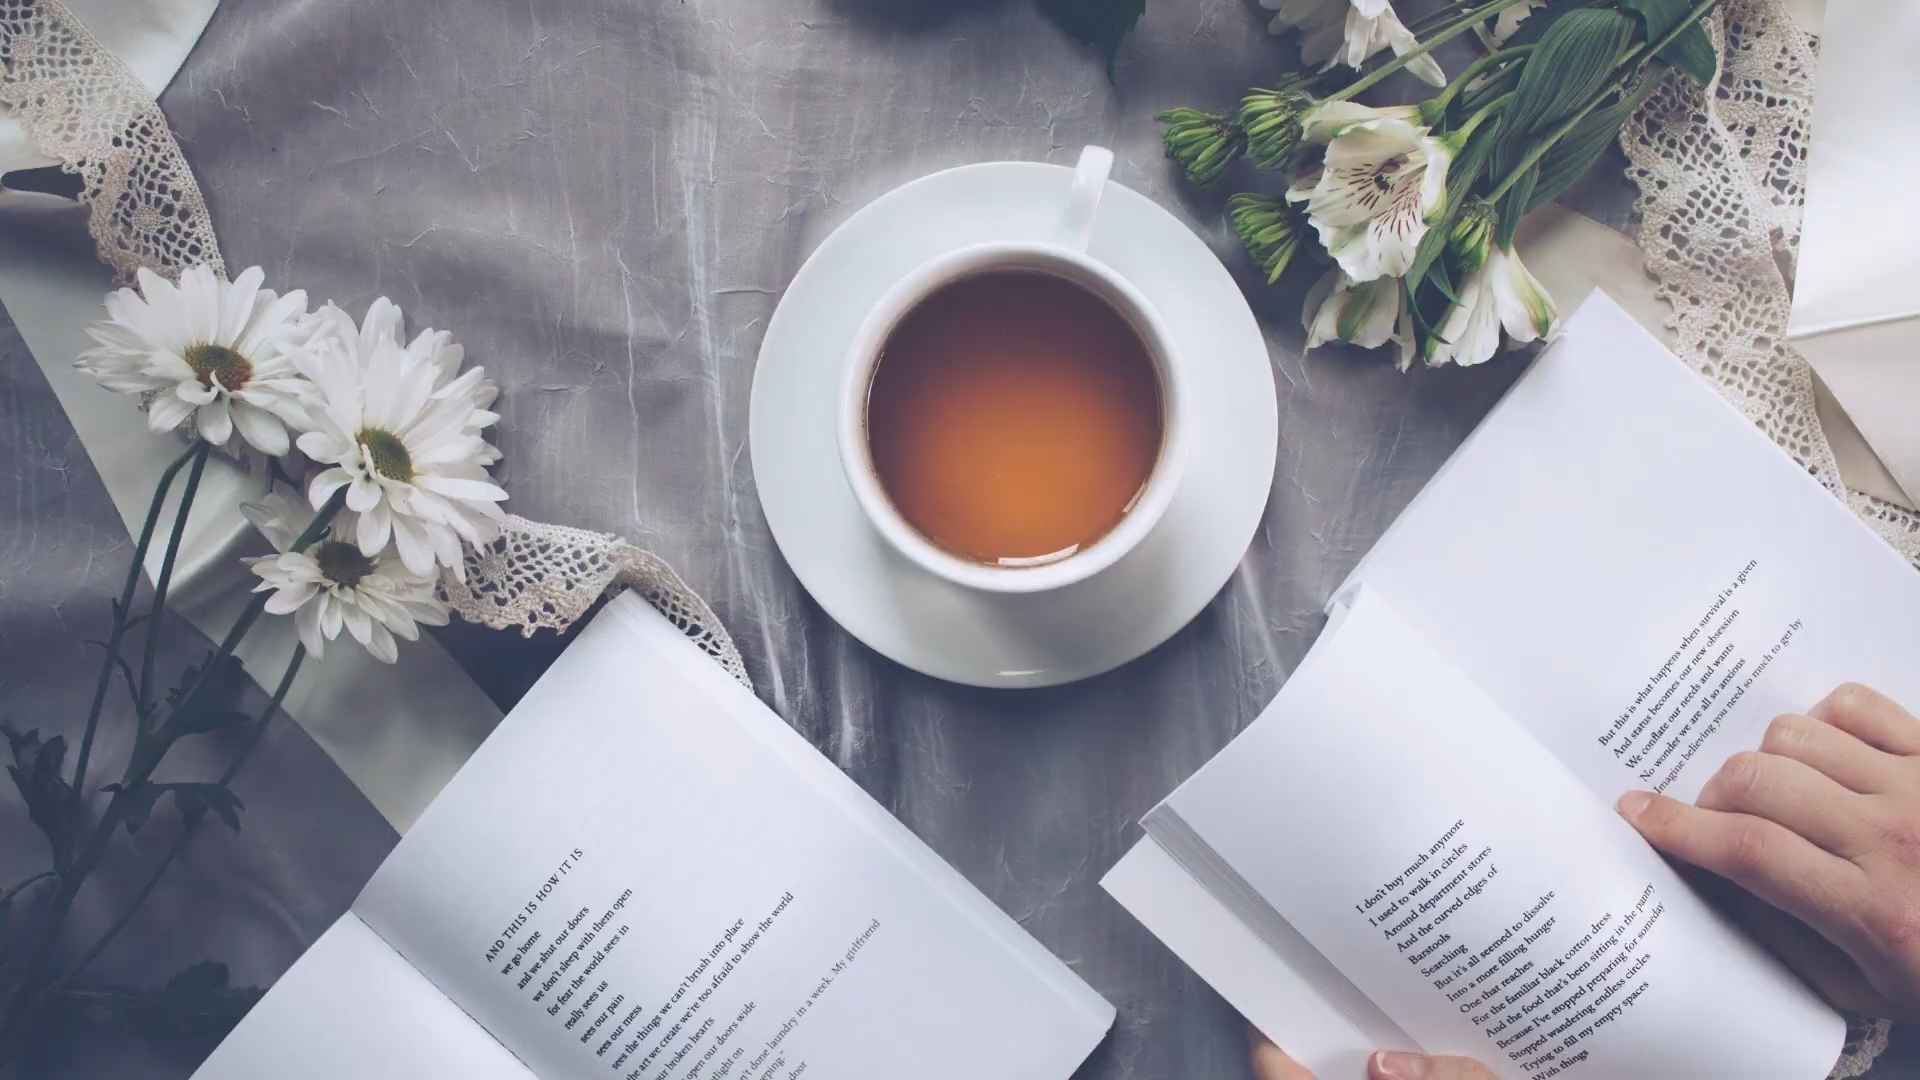 AND THIS IS HOW IT IS
we go home
and we shut our doors
we don't sleep with them open
for fear the world sees in
really sees us
sees our pain
sees our mess
sees the things we can't brush into place
the art we create we're too afraid to show the world
our broken hearts
open our doors wide
on
done laundry in a week. My girlfriend
door
I don't buy much anymore
I used to walk in circles
Around department stores
And the curved edges of
Barstools
Searching
But it's all seemed to dissolve
Into a more filling hunger
One that reaches
For the familiar black cotton dress
And the food that's been sitting in the pantry
Because I've stopped preparing for someday
Stopped wandering endless circles
Trying to fill my empty spaces
With things
But this is what happens when survival is a given
And status becomes our new obsession
We conflate our needs and wants
No wonder we are all so anxious
Imagine believing you need so much to get by